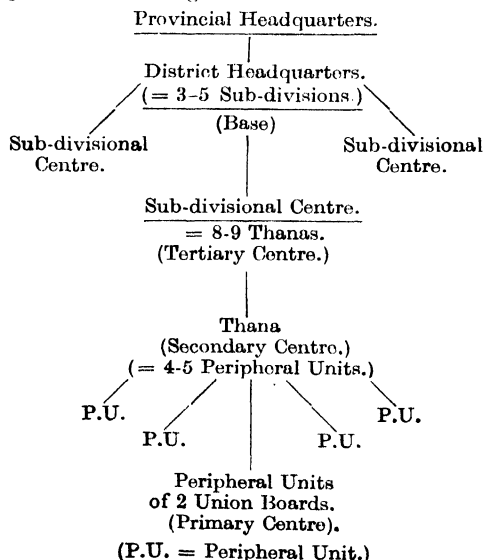 Provincial Headquarters.
District Headquartors.
(= 3-5 Sub-divisions.)
(Base)
Sub-divisional
Centre.
Sub-divisional
Centre.
Sub-divisional Centre.
= 8-9 Thanas.
(Tertiary Centre.)
Thana
(Secondary Centro.)
(= 4-5 Peripheral Units.)
P.U.
P.U.
P.U.
P.U.
Peripheral Units
of 2 Union Boards.
(Primary Centre).
(P.U. = Peripheral Unit.)